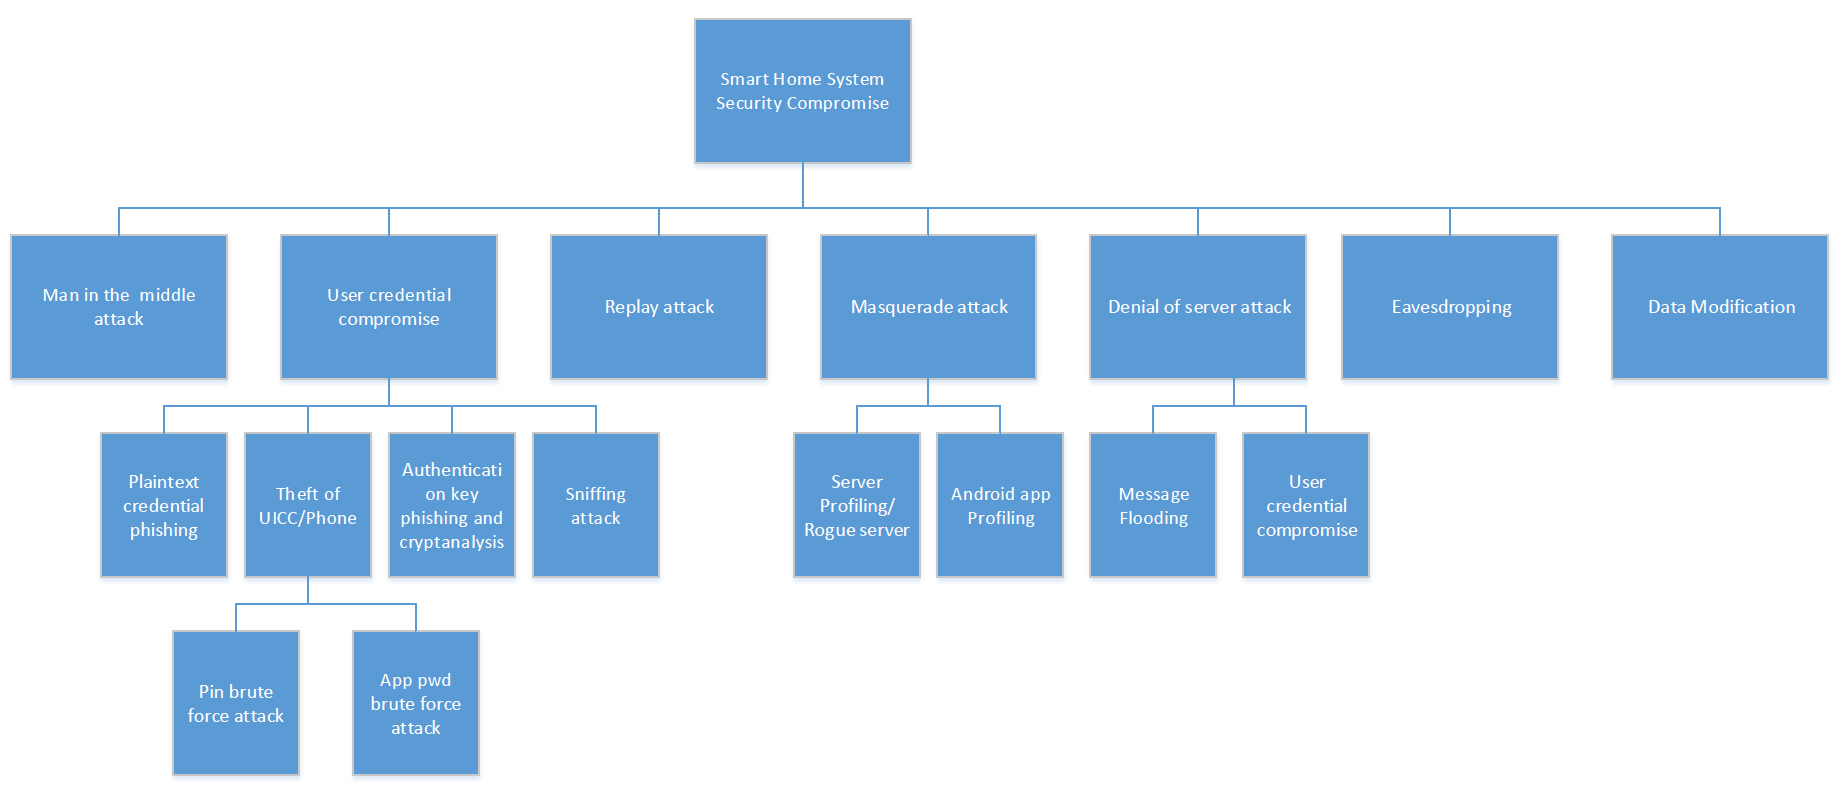 Smart Home System
Security Compromise
Man in the  middle
attack
User credential
compromise
Replay attack
Masquerade attack
Denial of server attack
Eavesdropping
Data Modification
Plaintext
credential
phishing
Theft of
UICC/Phone
Authenticati
on key
phishing and
cryptanalysis
Sniffing
attack
Server
Profiling/
Rogue server
Android app
Profiling
Message
Flooding
User
credential
compromise
Pin brute
force attack
App pwd
brute force
attack